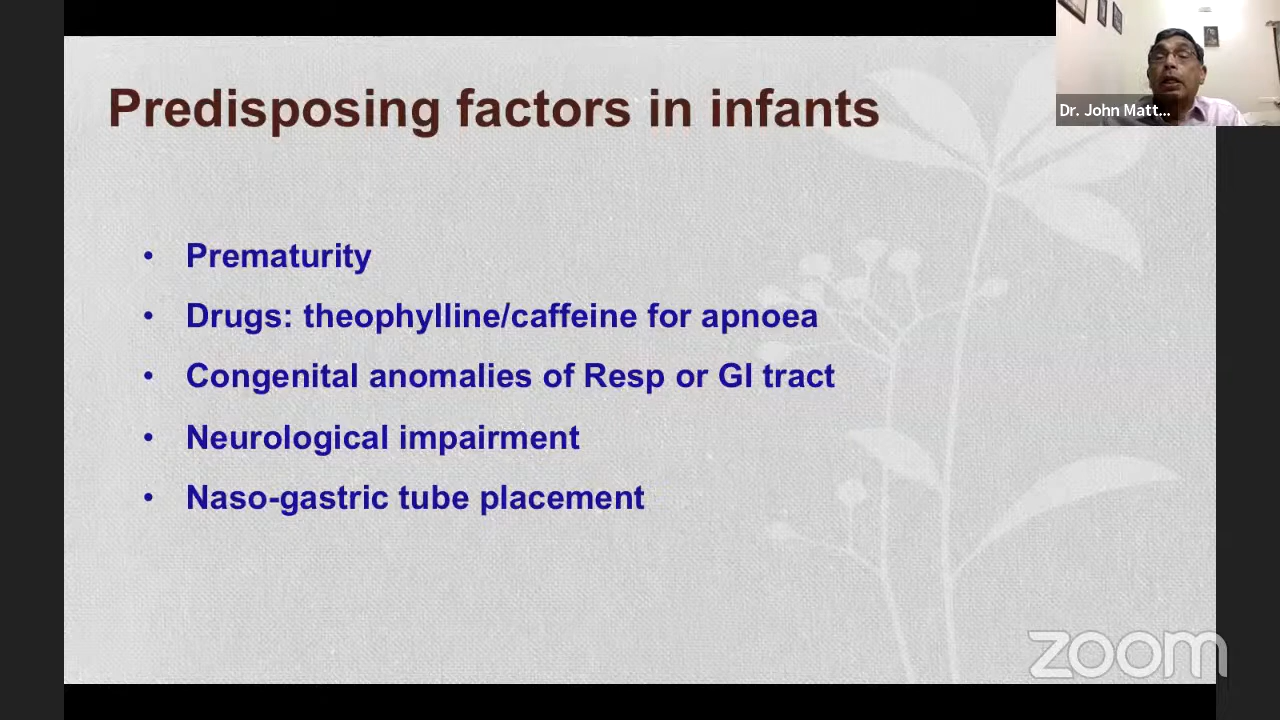 Predisposing factors in infants
Dr. John Matt...
• Prematurity
• Drugs: theophylline/caffeine for apnoea
• Congenital anomalies of Resp or GI tract
• Neurological impairment
• Naso-gastric tube placement
zoom